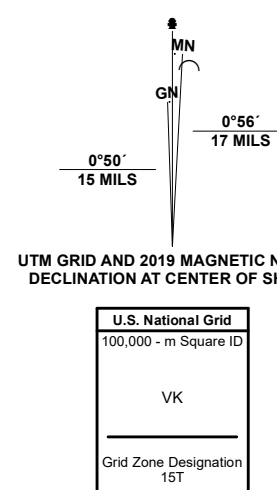 MN
GN
0°56´
17 MILS
0°50´
15 MILS
UTM GRID AND 2019 MAGNETIC N
DECLINATION AT CENTER OF SH
U.S. National Grid
100,000 - m Square ID
VK
Grid Zone Designation
15T